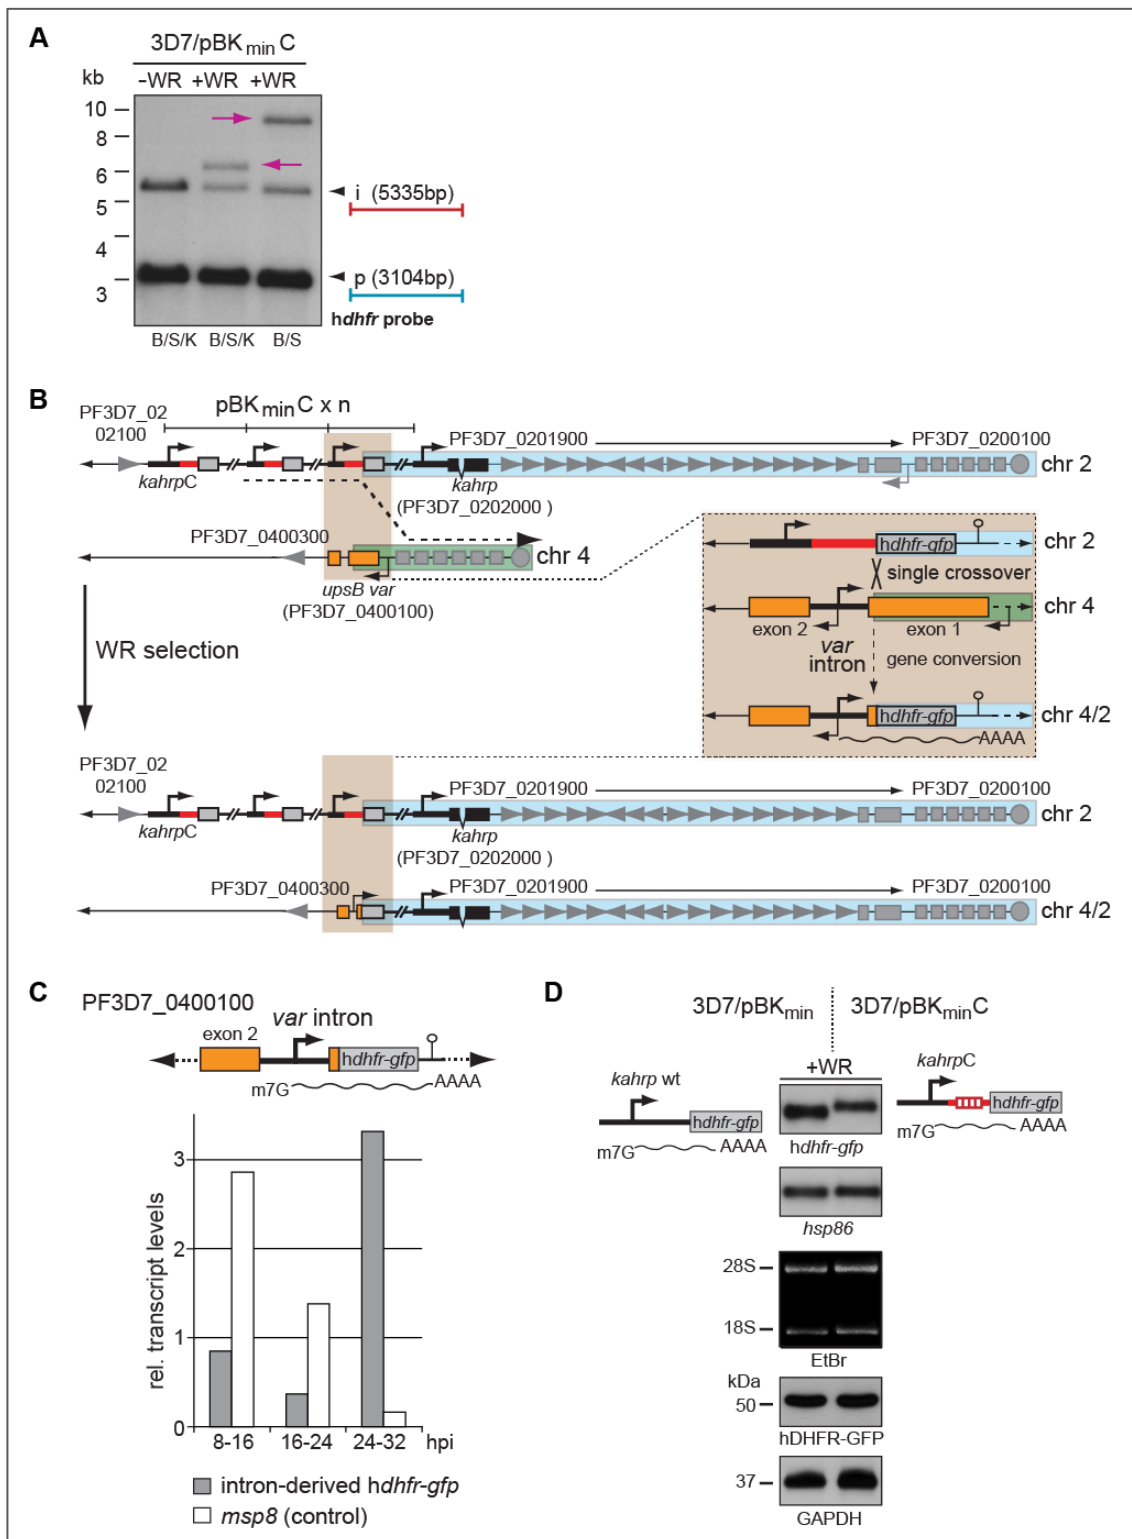 A
3D7/pBKminC
kb
-WR +WR +WR
10
8
6
5
4
3
i (5335bp)
p (3104bp)
hdhfr probe
B/S/K B/S/K B/S
B
pBKminC x n
PF3D7_02
02100
PF3D7_0201900
PF3D7_0200100
chr 2
kahrpC
kahrp
(PF3D7_0202000 )
PF3D7_0400300
chr 4
upsB var
(PF3D7_0400100)
hdhfr-gfp
chr 2
single crossover
chr 4
exon 2
exon 1
var
intron
gene conversion
hdhfr-gfp
chr 4/2
AAAA
WR selection
PF3D7_02
02100
PF3D7_0201900
PF3D7_0200100
chr 2
kahrpC
kahrp
(PF3D7_0202000 )
PF3D7_0400300
PF3D7_0201900
PF3D7_0200100
chr 4/2
C
PF3D7_0400100
exon 2
var intron
hdhfr-gfp
m7G
AAAA
rel. transcript levels
3
2
1
0
8-16 16-24 24-32 hpi
intron-derived hdhfr-gfp
msp8 (control)
D
3D7/pBKmin
3D7/pBKminC
+WR
kahrp wt
hdhfr-gfp
m7G
AAAA
kahrpC
hdhfr-gfp
m7G
AAAA
hdhfr-gfp
hsp86
28S
18S
EtBr
kDa
50
hDHFR-GFP
37
GAPDH